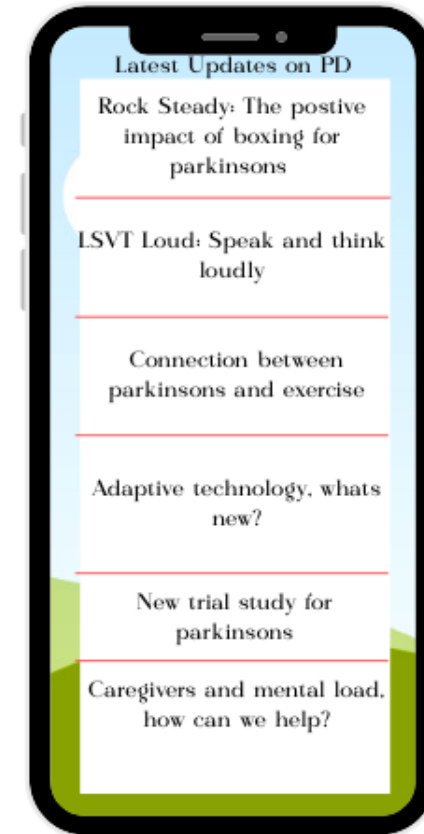 Latest Updates on PD
Rock Steady: The postive
impact of boxing for
parkinsons
LSVT Loud: Speak and think
loudly
Connection between
parkinsons and exercise
Adaptive technology, whats
new?
New trial study for
parkinsons
Caregivers and mental load,
how can we help?